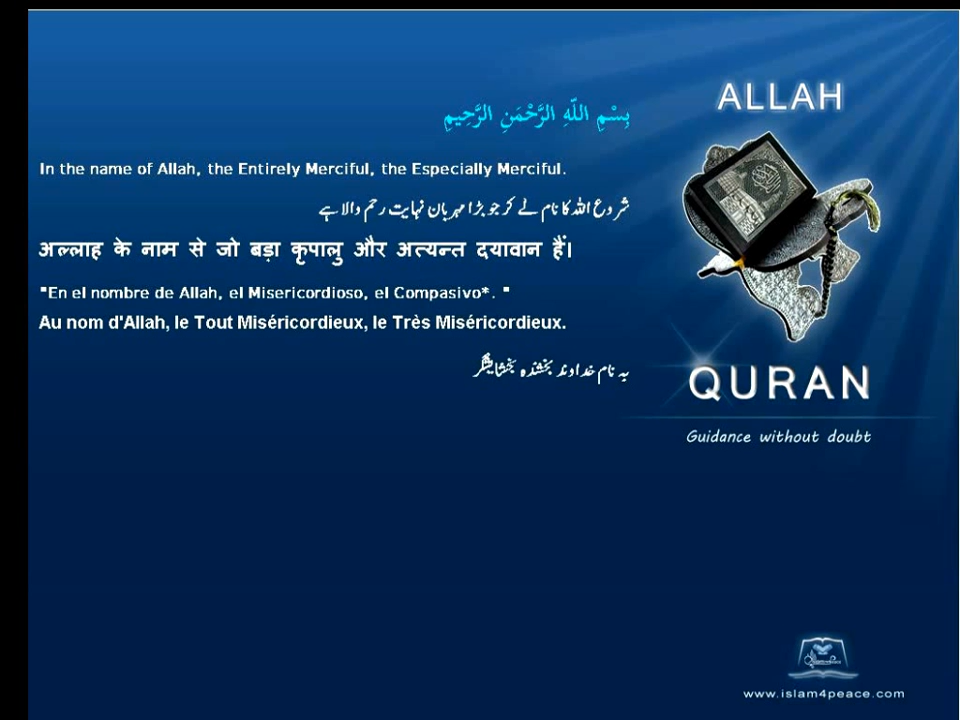 بِسْمِ اللّهِ الرَّحْمَنِ الرَّحِيمِ
In the name of Allah, the Entirely Merciful, the Especially Merciful.
شروع الله کا نام لے کر جو بڑا مہربان نہایت رحم والا ہے
अल्लाह के नाम से जो बड़ा कृपालु और अत्यन्त दयावान हैं।
"En el nombre de Allah, el Misericordioso, el Compasivo*. "
Au nom d'Allah, le Tout Miséricordieux, le Très Miséricordieux.
به نام خداوند بخشنده بخشایشگر
ALLAH
QURAN
Guidance without doubt
www.islam4peace.com